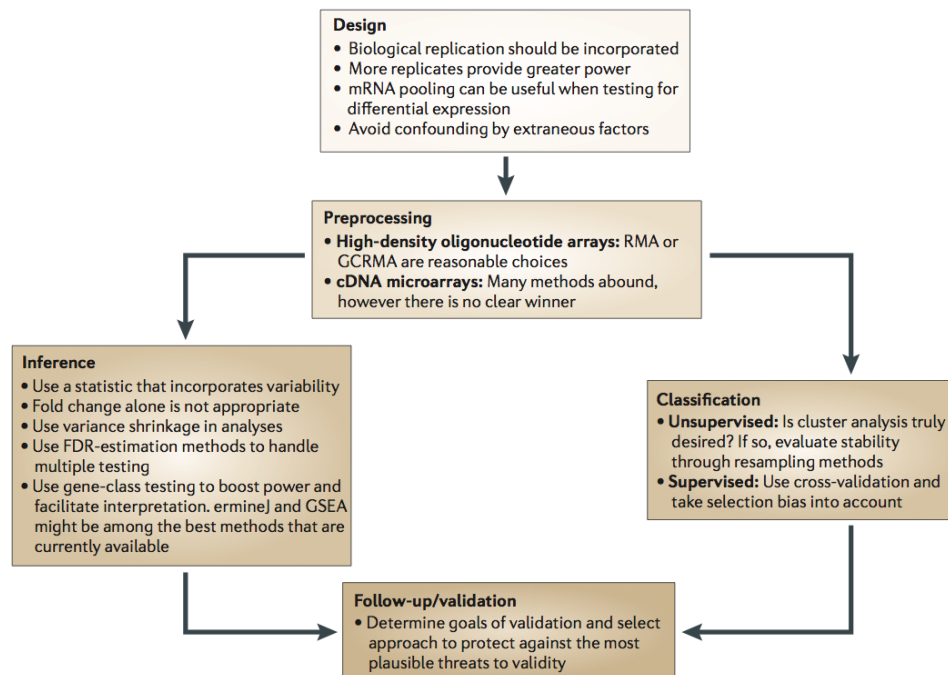 Design
• Biological replication should be incorporated
• More replicates provide greater power
• mRNA pooling can be useful when testing for
differential expression
• Avoid confounding by extraneous factors
Preprocessing
• High-density oligonucleotide arrays: RMA or
GCRMA are reasonable choices
• cDNA microarrays: Many methods abound,
however there is no clear winner
Inference
• Use a statistic that incorporates variability
• Fold change alone is not appropriate
• Use variance shrinkage in analyses
• Use FDR-estimation methods to handle
multiple testing
• Use gene-class testing to boost power and
facilitate interpretation. ermineJ and GSEA
might be among the best methods that are
currently available
Classification
• Unsupervised: Is cluster analysis truly
desired? If so, evaluate stability
through resampling methods
• Supervised: Use cross-validation and
take selection bias into account
Follow-up/validation
• Determine goals of validation and select
approach to protect against the most
plausible threats to validity